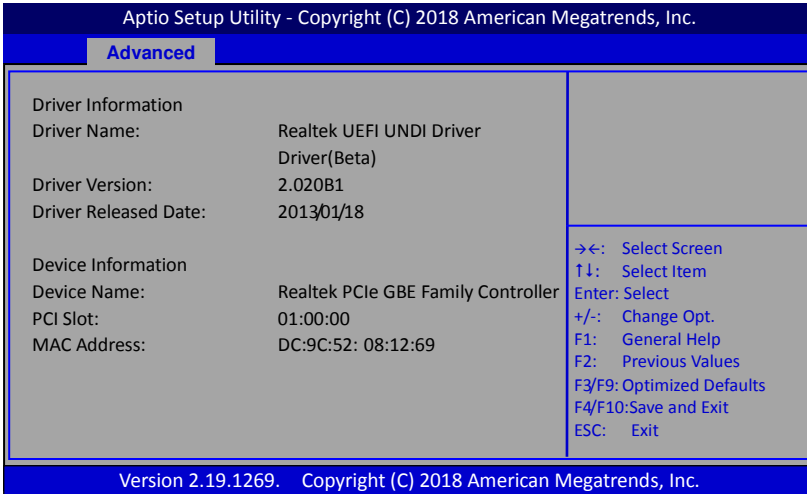 Aptio Setup Utility - Copyright (C) 2018 American Megatrends, Inc.
Advanced
Driver Information
Driver Name: Realtek UEFI UNDI Driver
Driver(Beta)
Driver Version: 2.020B1
Driver Released Date: 2013/01/18
Device Information
Device Name: Realtek PCIe GBE Family Controller
PCI Slot: 01:00:00
MAC Address: DC:9C:52: 08:12:69
→←: Select Screen
↑↓: Select Item
Enter: Select
+/-: Change Opt.
F1: General Help
F2: Previous Values
F3/F9: Optimized Defaults
F4/F10:Save and Exit
ESC: Exit
Version 2.19.1269. Copyright (C) 2018 American Megatrends, Inc.